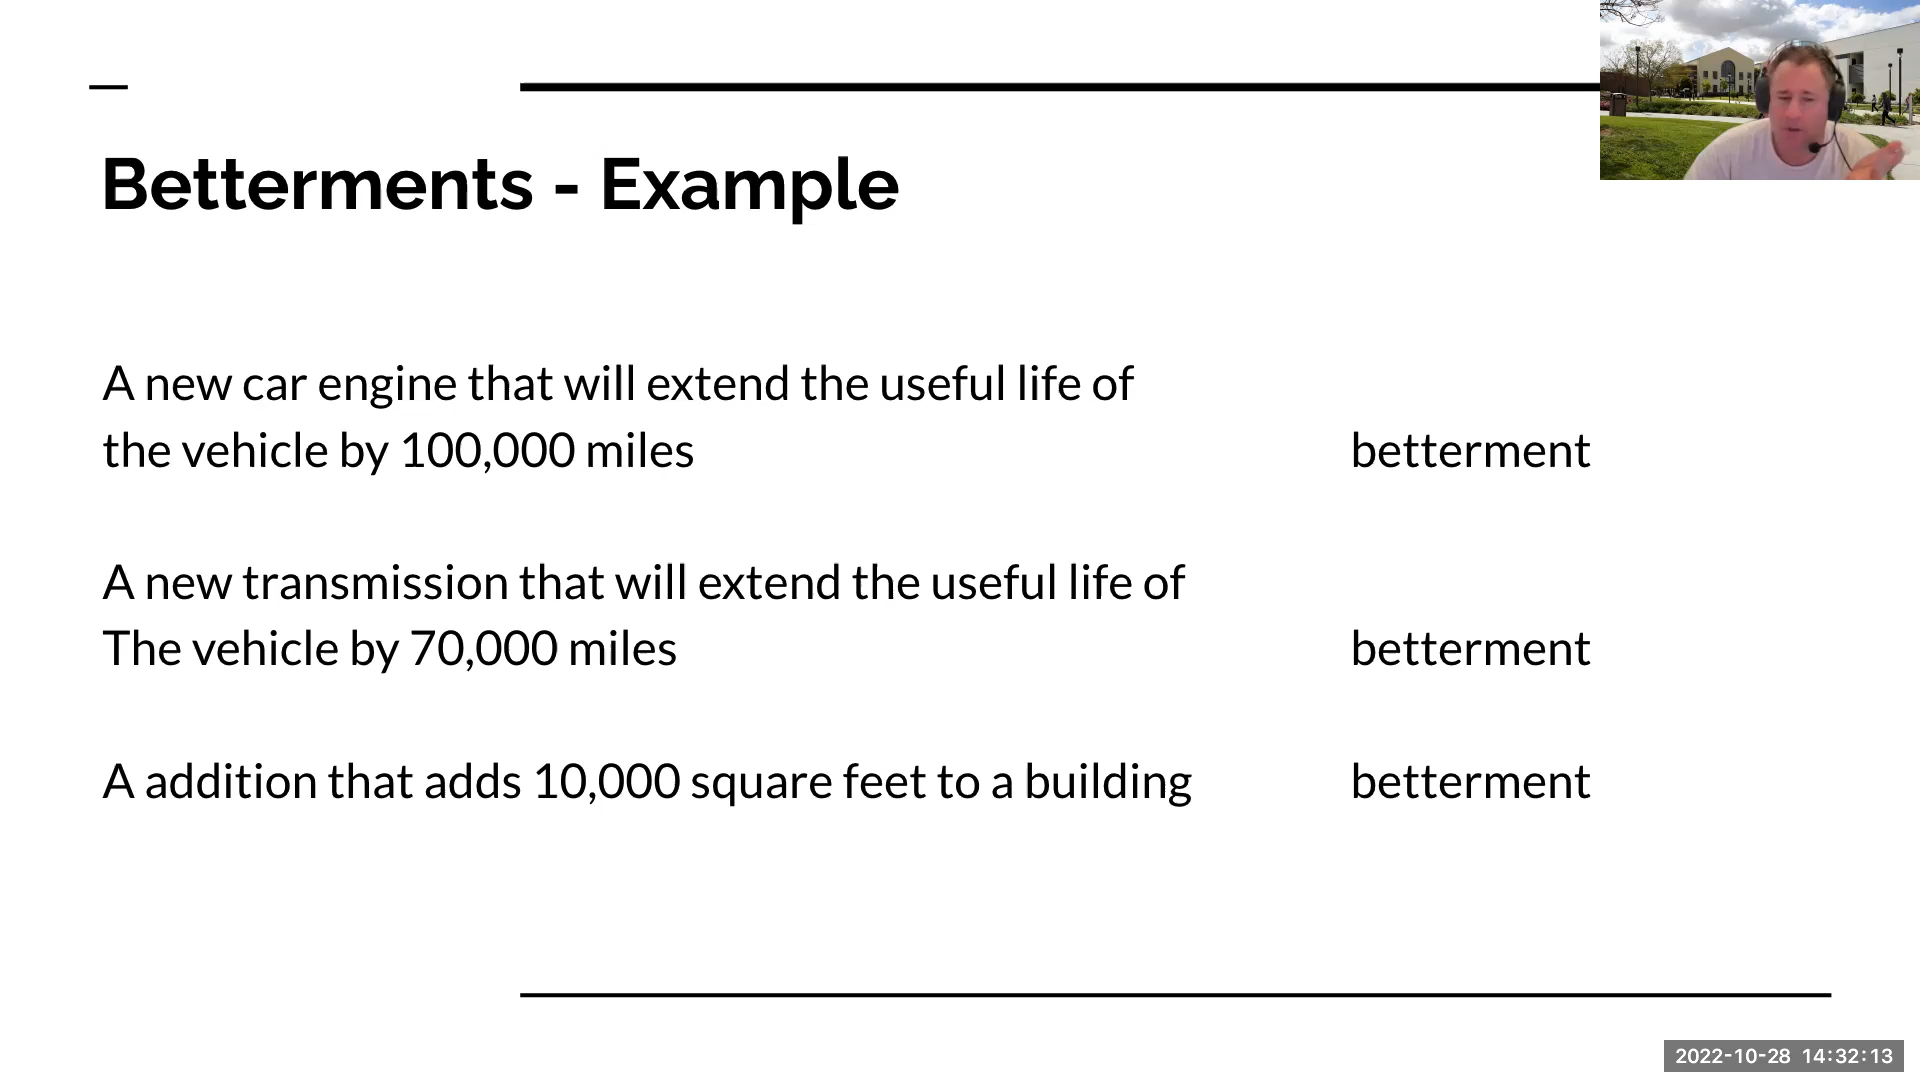 Betterments - Example
A new car engine that will extend the useful life of
the vehicle by 100,000 miles betterment
A new transmission that will extend the useful life of
The vehicle by 70,000 miles betterment
A addition that adds 10,000 square feet to a building betterment
2022-10-28 14:32:13